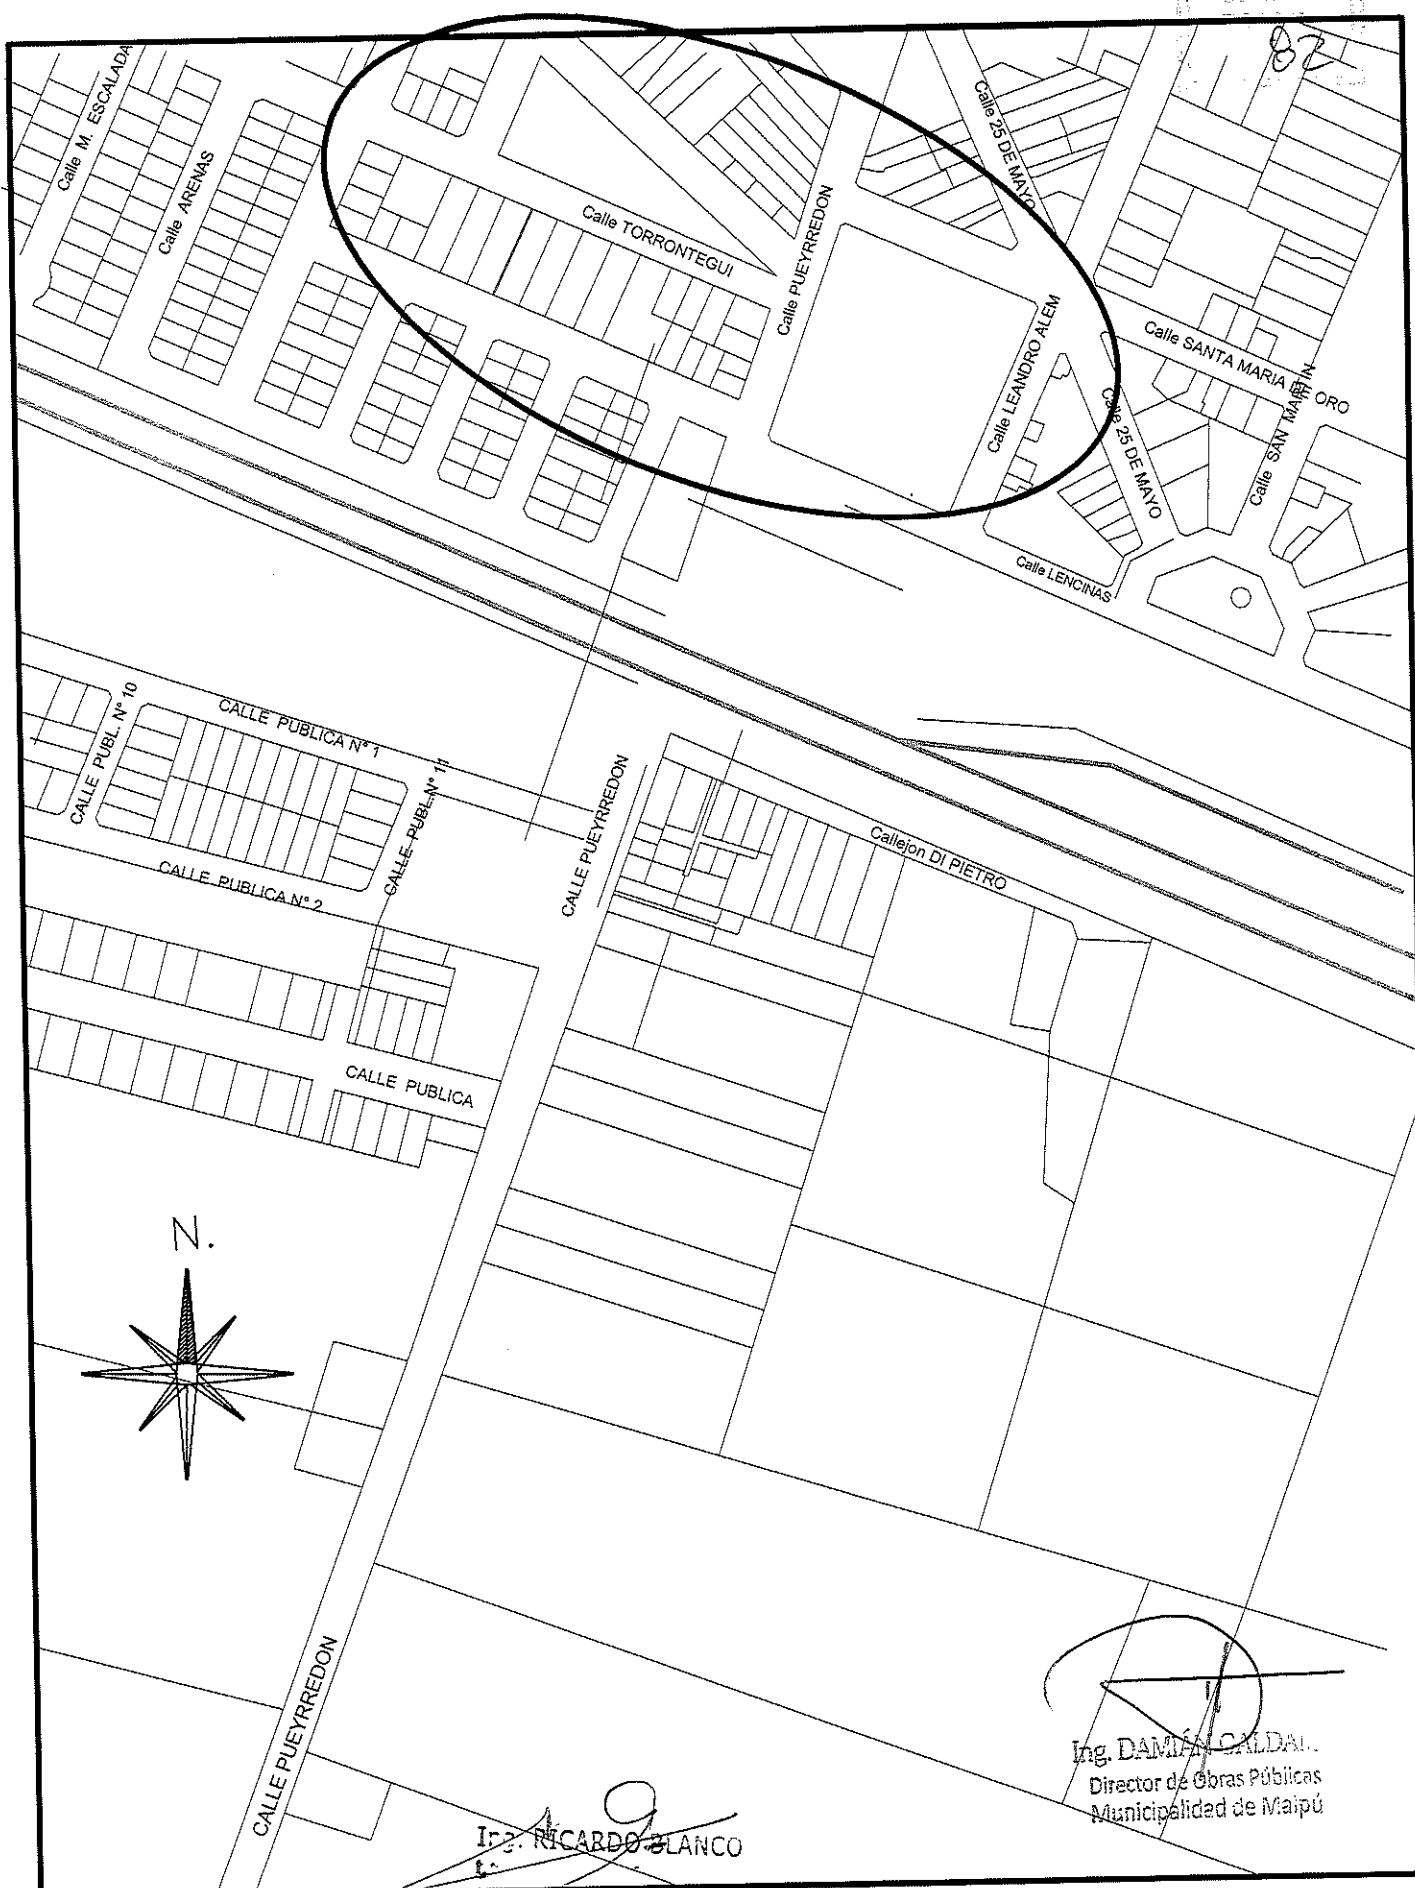 82
Calle M. ESCALADA
Calle ARENAS
Calle TORRONTEGUI
Calle PUEYRREDON
Calle 25 DE MAYO
Calle LEANDRO ALEM
Calle SANTA MARIA DE ORO
Calle 25 DE MAYO
Calle SAN MARTIN
Calle LENCINAS
CALLE PUBL. N° 10
CALLE PUBLICA N° 1
CALLE PUBL. N° 11
CALLE PUBLICA N° 2
CALLE PUEYRREDON
Callejon DI PIETRO
CALLE PUBLICA
N.
CALLE PUEYRREDON
Ing. DAMIÁN
Director de Obras Públicas
Municipalidad de Maipú
Ing. RICARDO BLANCO